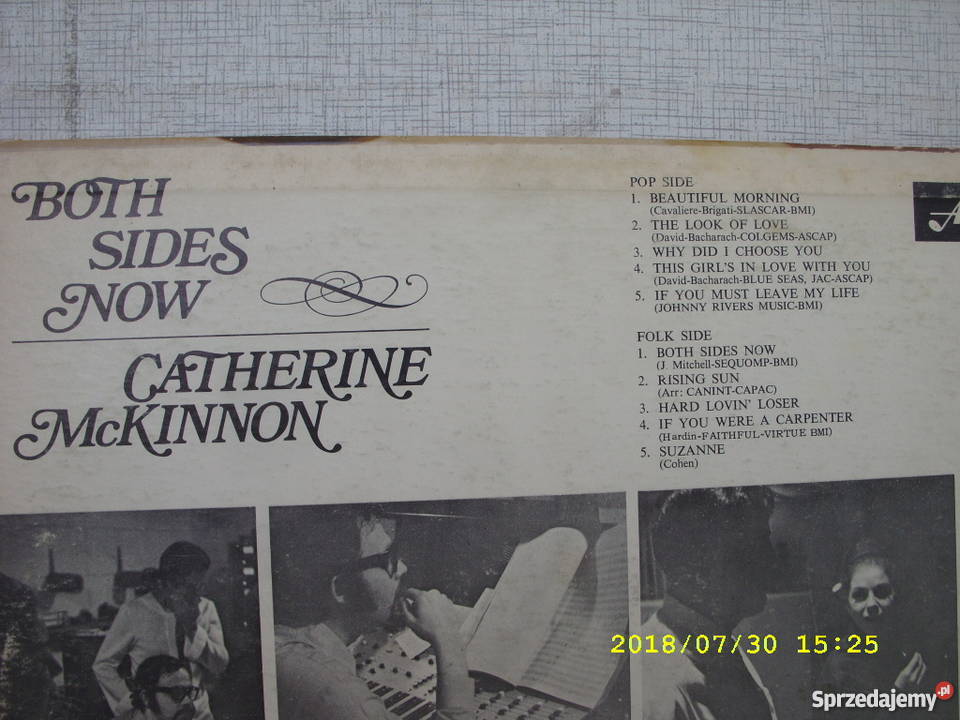 BOTH
SIDES
NOW
CATHERINE
McKINNON
POP SIDE
1. BEAUTIFUL MORNING
(Cavaliere-Brigati-SLASCAR-BMI)
2. THE LOOK OF LOVE
(David-Bacharach-COLGEMS-ASCAP)
3. WHY DID I CHOOSE YOU
4. THIS GIRL'S IN LOVE WITH YOU
(David-Bacharach-BLUE SEAS, JAC-ASCAP)
5. IF YOU MUST LEAVE MY LIFE
(JOHNNY RIVERS MUSIC-BMI)
FOLK SIDE
1. BOTH SIDES NOW
(J. Mitchell-SEQUOMP-BMI)
2. RISING SUN
(Arr: CANINT-CAPAC)
3. HARD LOVIN' LOSER
4. IF YOU WERE A CARPENTER
(Hardin-FAITHFUL-VIRTUE BMI)
5. SUZANNE
(Cohen)
2018/07/30 15:25
Sprzedajemy.pl